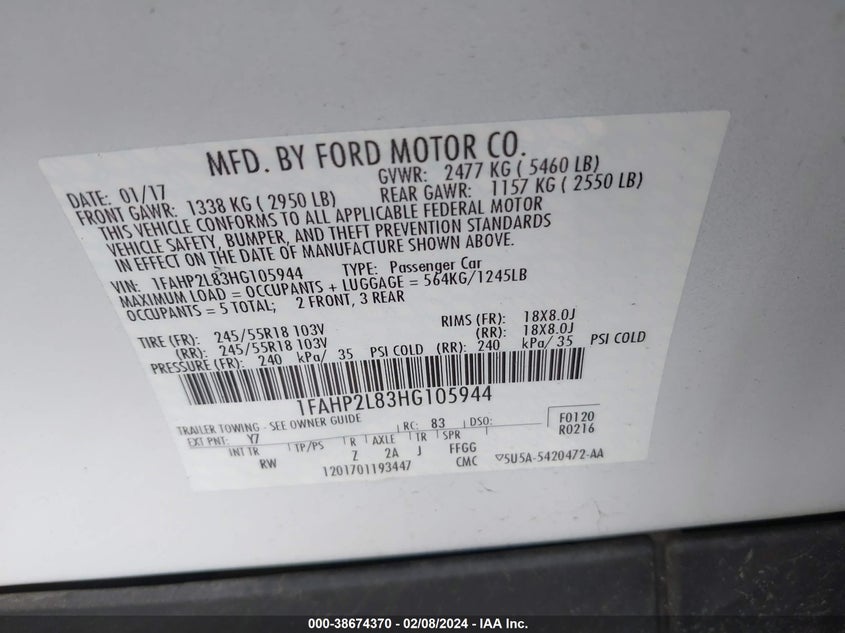 MFD. BY FORD MOTOR CO.
DATE: 01/17 GVWR: 2477 KG ( 5460 LB)
FRONT GAWR: 1338 KG ( 2950 LB) REAR GAWR: 1157 KG ( 2550 LB)
THIS VEHICLE CONFORMS TO ALL APPLICABLE FEDERAL MOTOR
VEHICLE SAFETY, BUMPER, AND THEFT PREVENTION STANDARDS
IN EFFECT ON THE DATE OF MANUFACTURE SHOWN ABOVE.
VIN: 1FAHP2L83HG105944 TYPE: Passenger Car
MAXIMUM LOAD = OCCUPANTS + LUGGAGE = 564KG/1245LB
OCCUPANTS = 5 TOTAL; 2 FRONT, 3 REAR
TIRE (FR): 245/55R18 103V RIMS (FR): 18X8.0J
(RR): 245/55R18 103V (RR): 18X8.0J
PRESSURE (FR): 240 kPa/ 35 PSI COLD (RR): 240 kPa/ 35 PSI COLD
1FAHP2L83HG105944
TRAILER TOWING - SEE OWNER GUIDE RC: 83 DSO: F0120
EXT PNT: Y7 R0216
INT TR TP/PS R AXLE TR SPR
RW Z 2A J FFGG
1201701193447 CMC ▽5U5A-5420472-AA
000-38674370 - 02/08/2024 - IAA Inc.